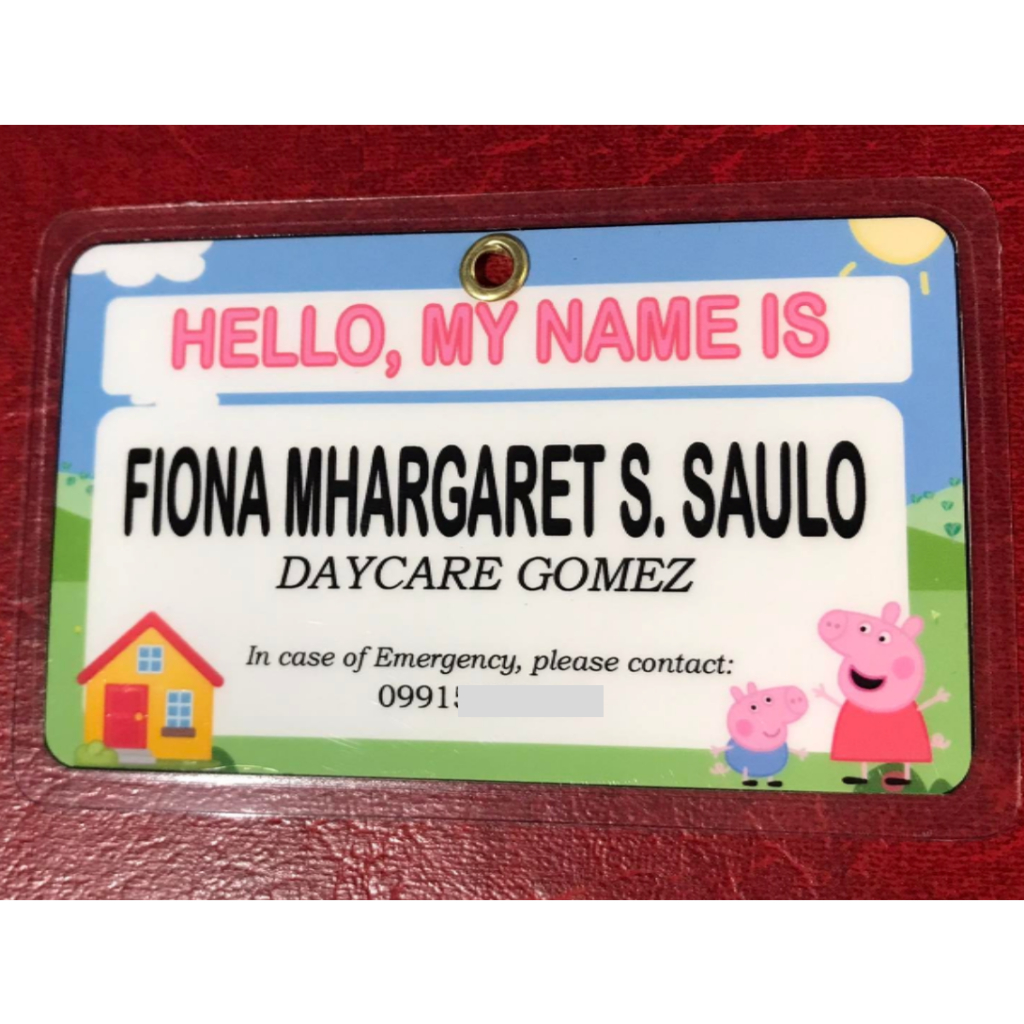 HELLO, MY NAME IS
FIONA MHARGARET S. SAULO
DAYCARE GOMEZ
In case of Emergency, please contact:
0991